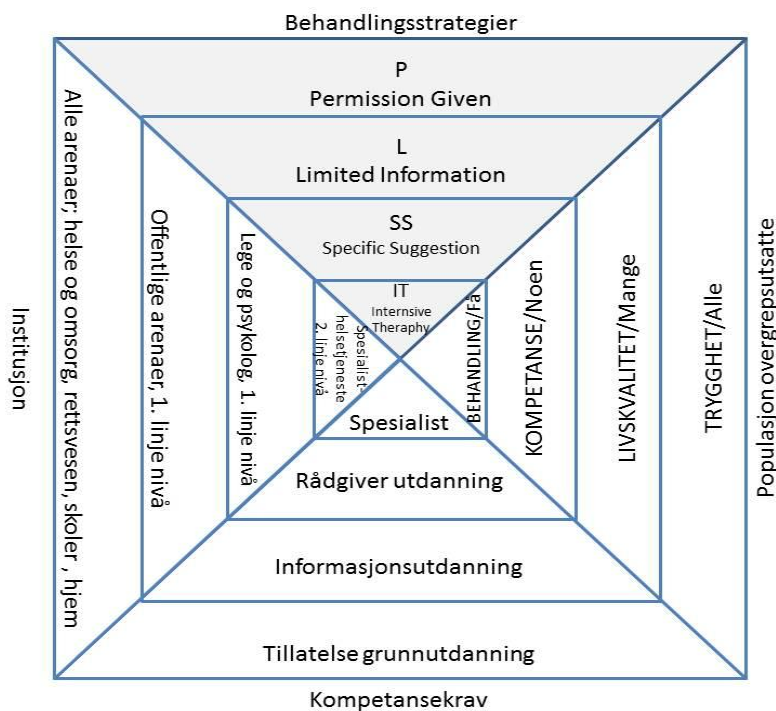 Behandlingsstrategier
P
Permission Given
L
Limited Information
SS
Specific Suggestion
IT
Internsive
Theraphy
Institusjon
Alle arenaer; helse og omsorg, rettsvesen, skoler , hjem
Offentlige arenaer, 1. linje nivå
Lege og psykolog, 1. linje nivå
Spesialist-
helsetjeneste
2. linje nivå
BEHANDLING/Få
KOMPETANSE/Noen
LIVSKVALITET/Mange
TRYGGHET/Alle
Populasjon overgrepsutsatte
Spesialist
Rådgiver utdanning
Informasjonsutdanning
Tillatelse grunnutdanning
Kompetansekrav